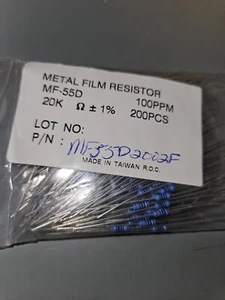 METAL FILM RESISTOR
MF-55D 100PPM
20K Ω ± 1% 200PCS
LOT NO:
P/N : MF55D2002F
MADE IN TAIWAN R.O.C.